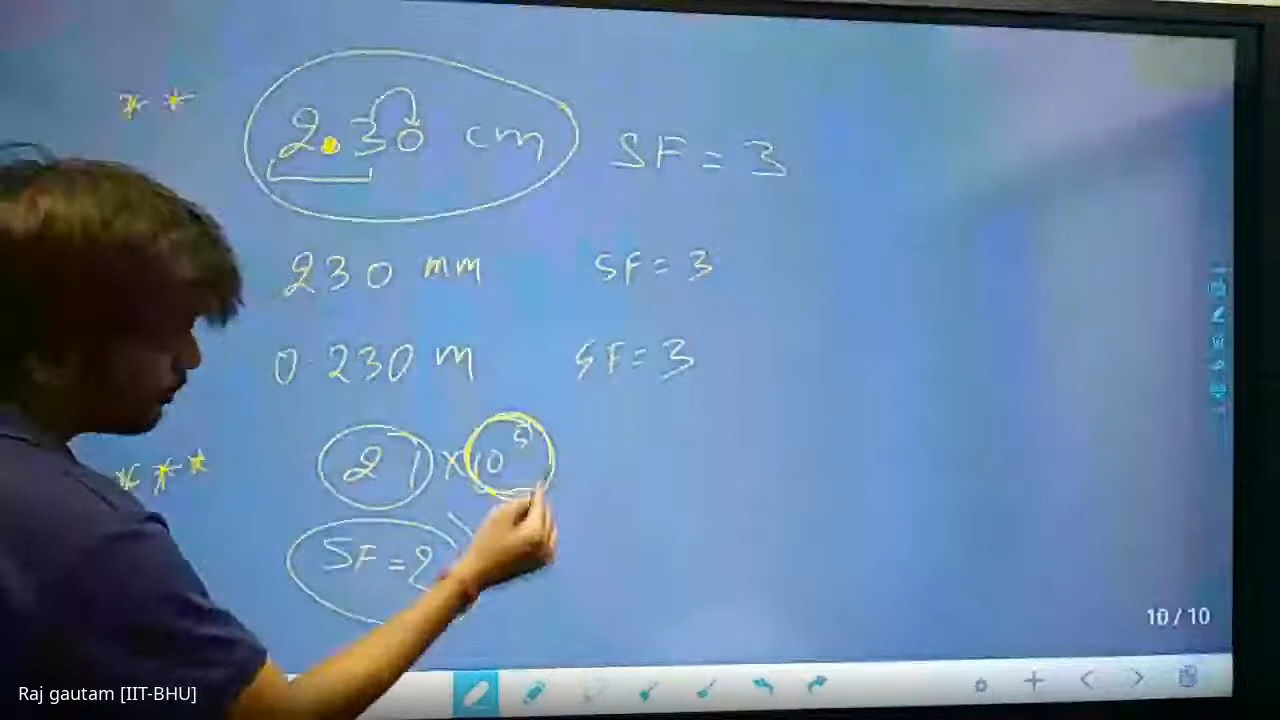 * *
2.30 cm SF = 3
230 mm SF = 3
0.230 m SF = 3
* * *
21 × 10⁵
SF = 2
10 / 10
Raj gautam [IIT-BHU]